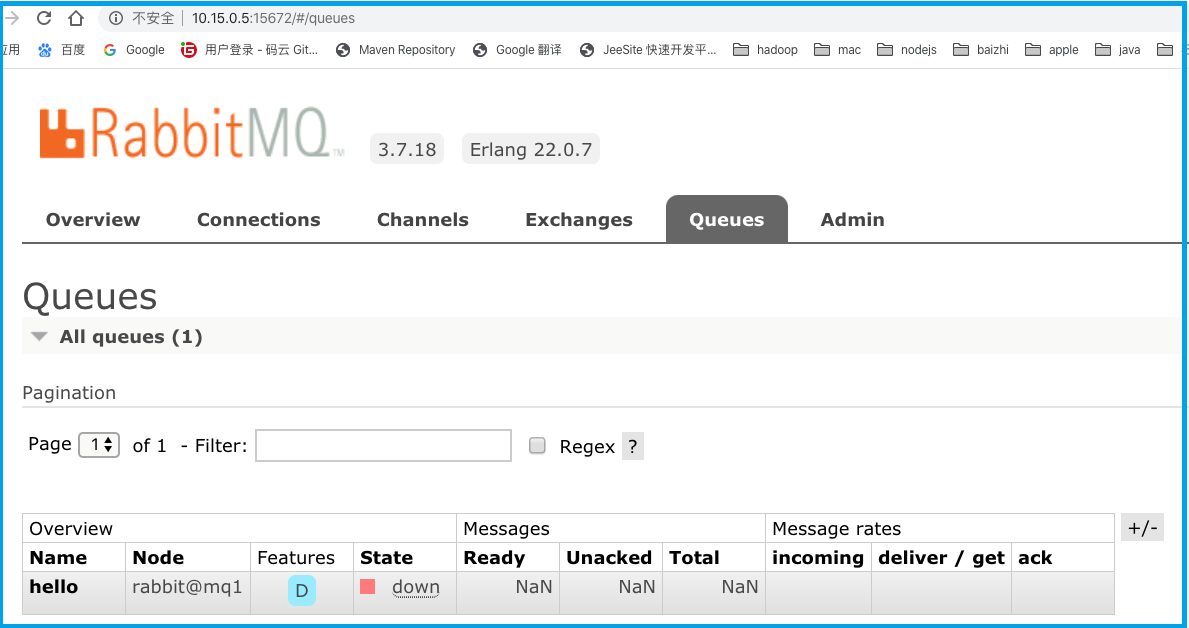 不安全 | 10.15.0.5:15672/#/queues
应用 百度 Google 用户登录 - 码云 Git... Maven Repository Google 翻译 JeeSite 快速开发平... hadoop mac nodejs baizhi apple java
RabbitMQ TM 3.7.18 Erlang 22.0.7
Overview Connections Channels Exchanges Queues Admin
Queues
All queues (1)
Pagination
Page 1 of 1 - Filter: Regex ?
Overview Messages Message rates +/-
Name Node Features State Ready Unacked Total incoming deliver / get ack
hello rabbit@mq1 D down NaN NaN NaN